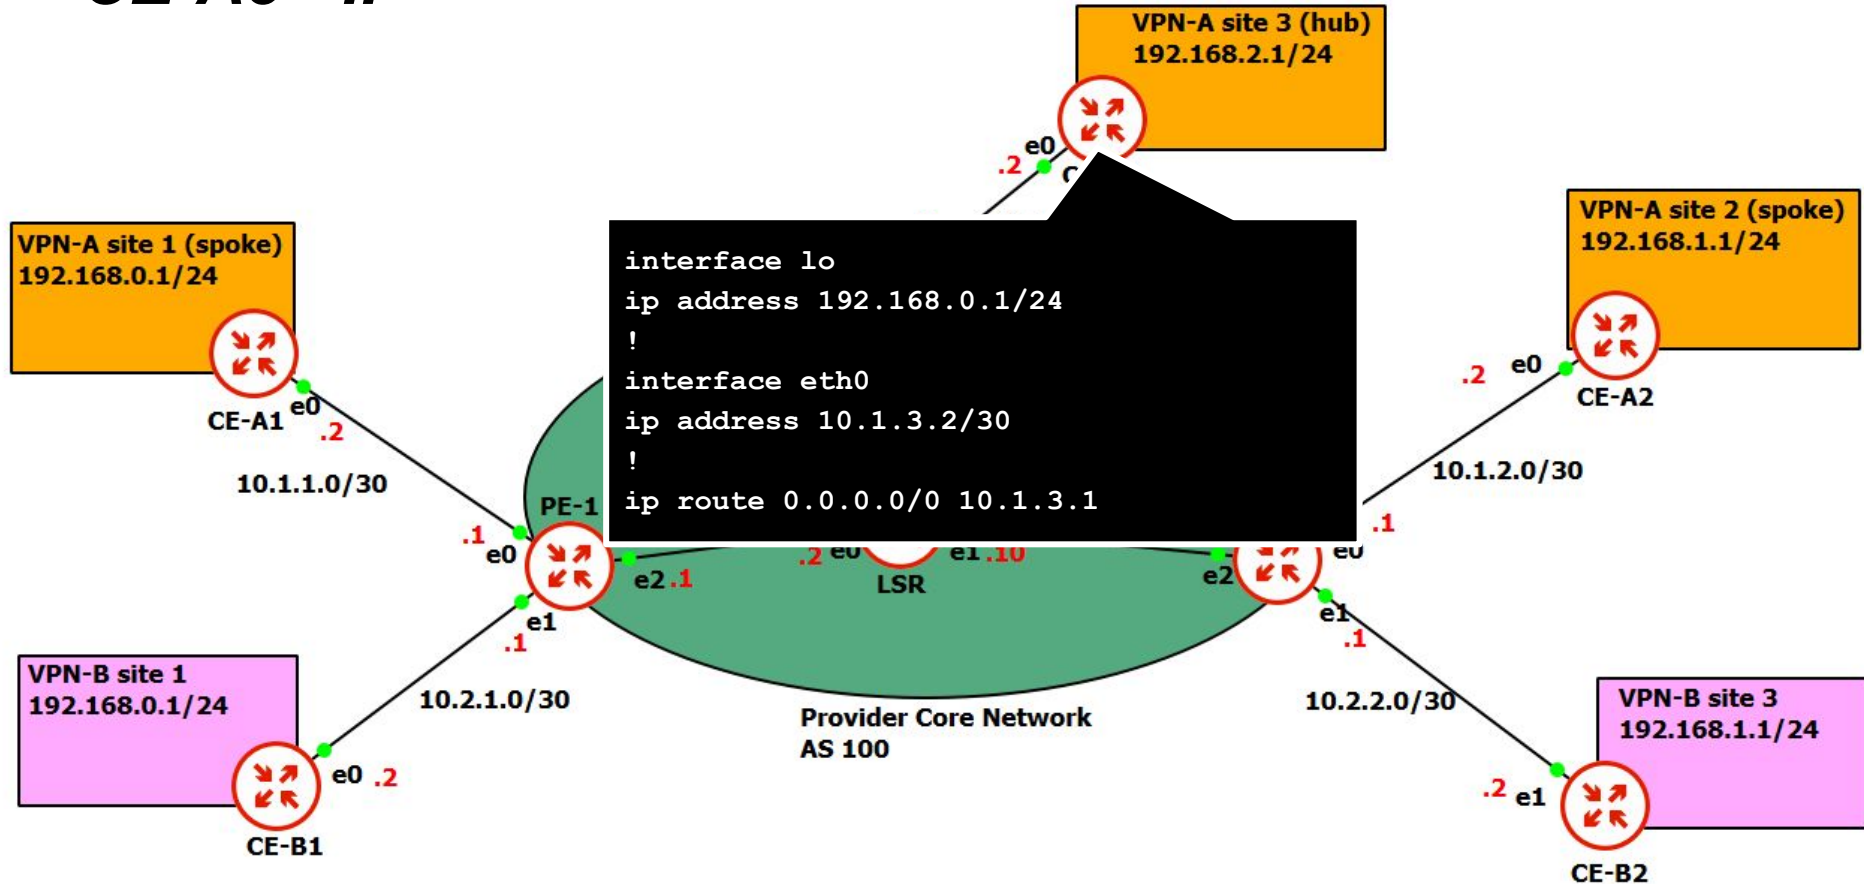 VPN-A site 3 (hub)
192.168.2.1/24
e0
.2
VPN-A site 1 (spoke)
192.168.0.1/24
VPN-A site 2 (spoke)
192.168.1.1/24
interface lo
ip address 192.168.0.1/24
!
interface eth0
ip address 10.1.3.2/30
!
ip route 0.0.0.0/0 10.1.3.1
CE-A1
e0
.2
10.1.1.0/30
.2
e0
CE-A2
10.1.2.0/30
PE-1
.1
e0
e2
.1
e1
.1
.2
e0
e1
.10
LSR
e2
.1
e0
e1
.1
VPN-B site 1
192.168.0.1/24
10.2.1.0/30
e0
.2
CE-B1
Provider Core Network
AS 100
10.2.2.0/30
VPN-B site 3
192.168.1.1/24
.2
e1
CE-B2